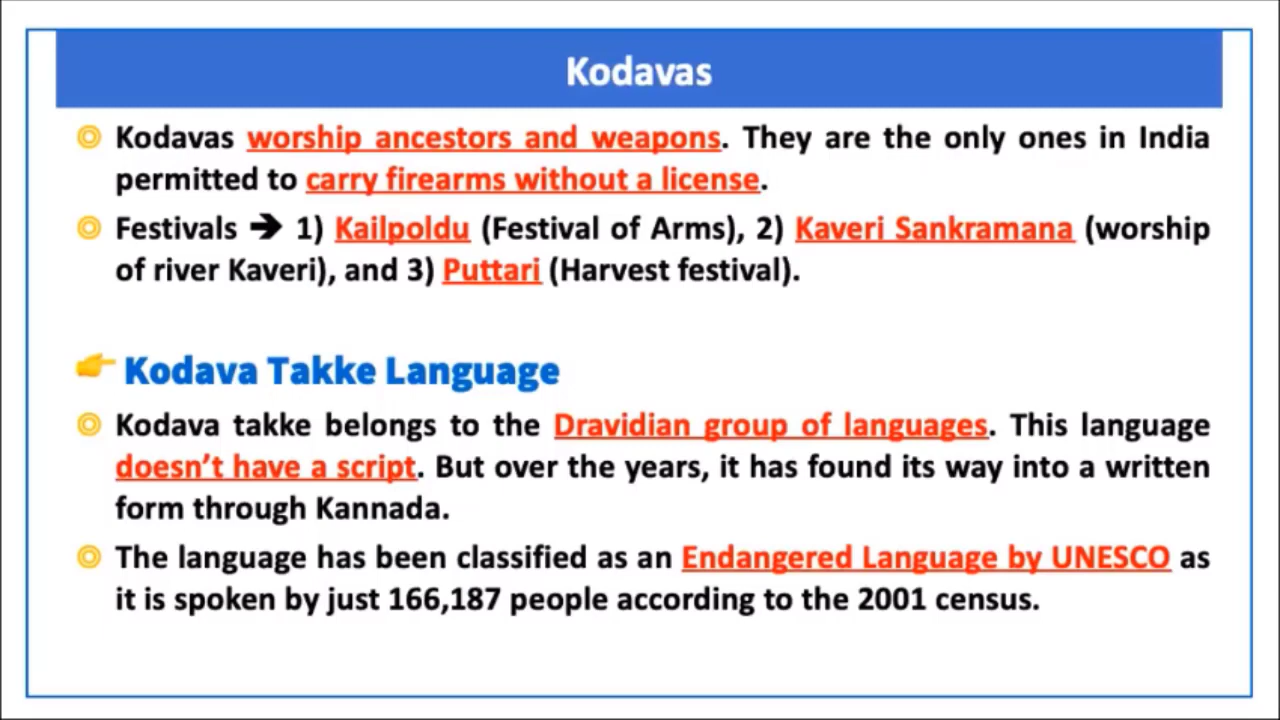 Kodavas
Kodavas worship ancestors and weapons. They are the only ones in India
permitted to carry firearms without a license.
Festivals ➔ 1) Kailpoldu (Festival of Arms), 2) Kaveri Sankramana (worship
of river Kaveri), and 3) Puttari (Harvest festival).
Kodava Takke Language
Kodava takke belongs to the Dravidian group of languages. This language
doesn’t have a script. But over the years, it has found its way into a written
form through Kannada.
The language has been classified as an Endangered Language by UNESCO as
it is spoken by just 166,187 people according to the 2001 census.